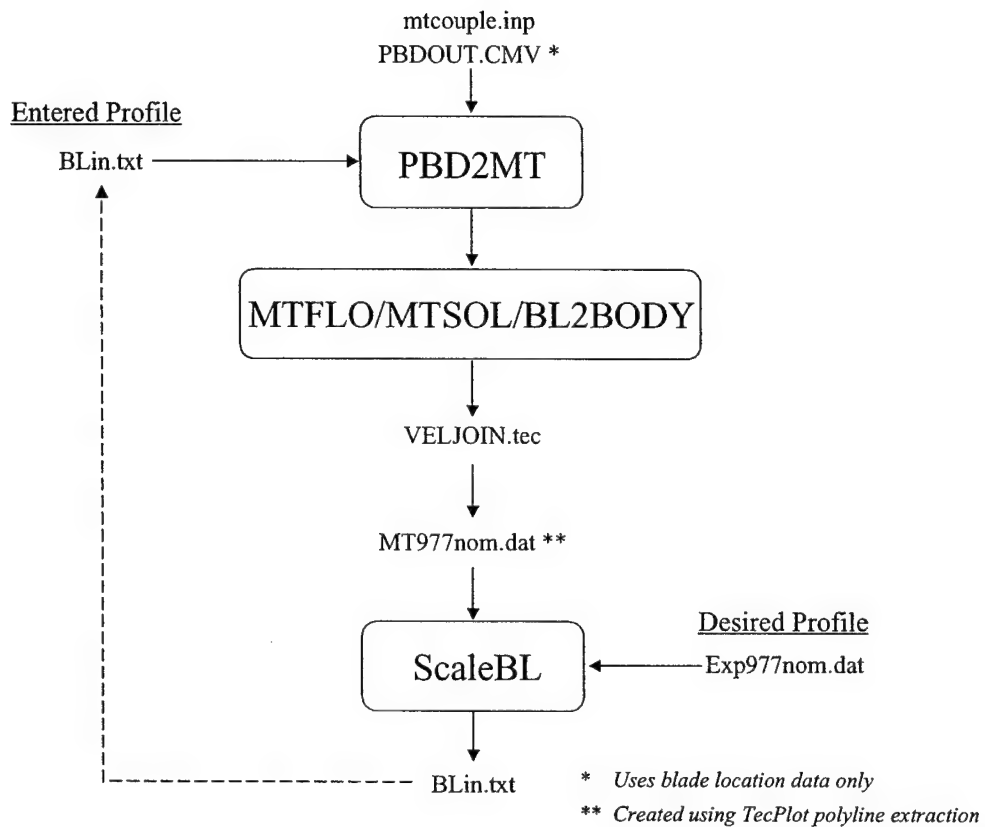 mtcouple.inp
PBDOUT.CMV *
Entered Profile
BLin.txt
PBD2MT
MTFLO/MTSOL/BL2BODY
VELJOIN.tec
MT977nom.dat **
Desired Profile
ScaleBL
Exp977nom.dat
BLin.txt
* Uses blade location data only
** Created using TecPlot polyline extraction